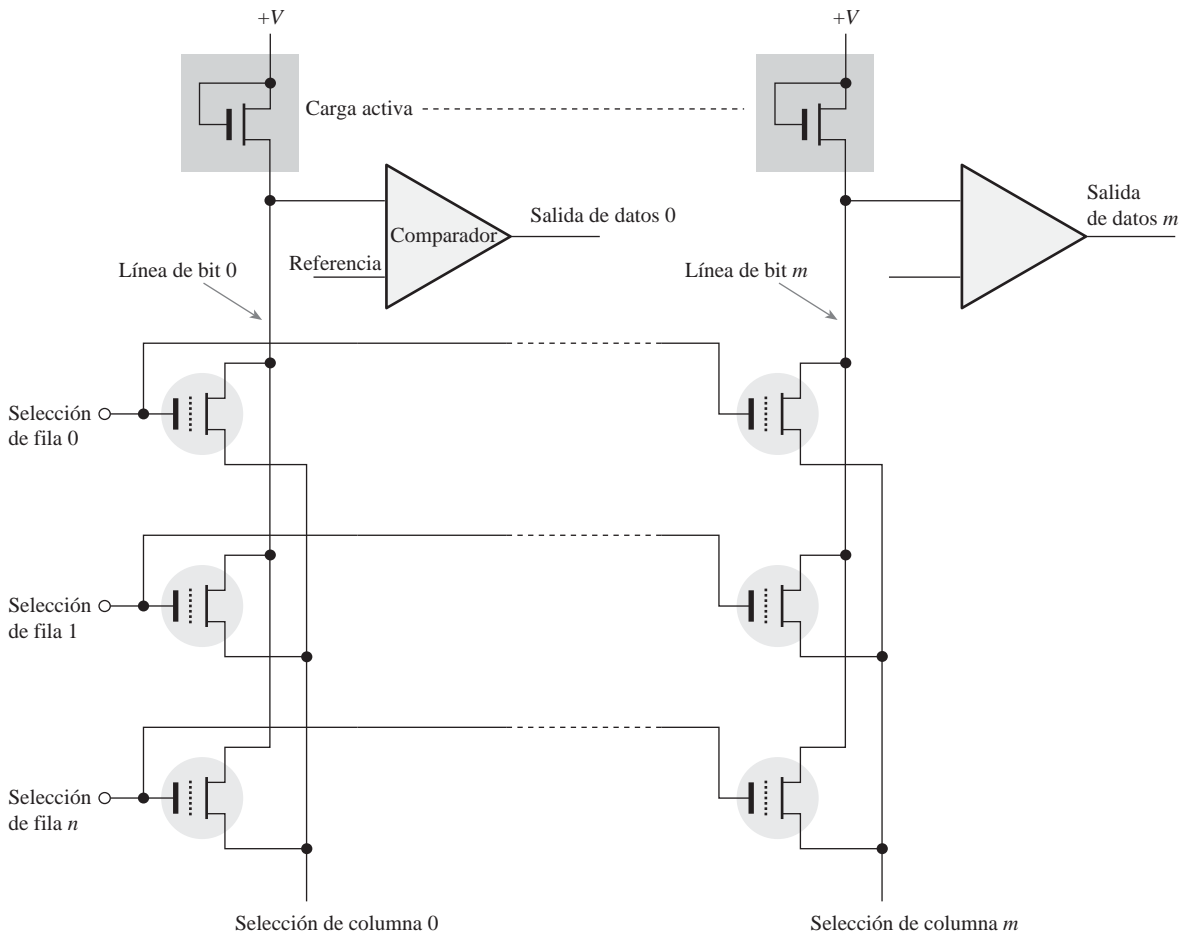 +V
+V
Carga activa
Salida de datos 0
Salida
de datos m
Comparador
Referencia
Línea de bit 0
Línea de bit m
Selección
de fila 0
Selección
de fila 1
Selección
de fila n
Selección de columna 0
Selección de columna m